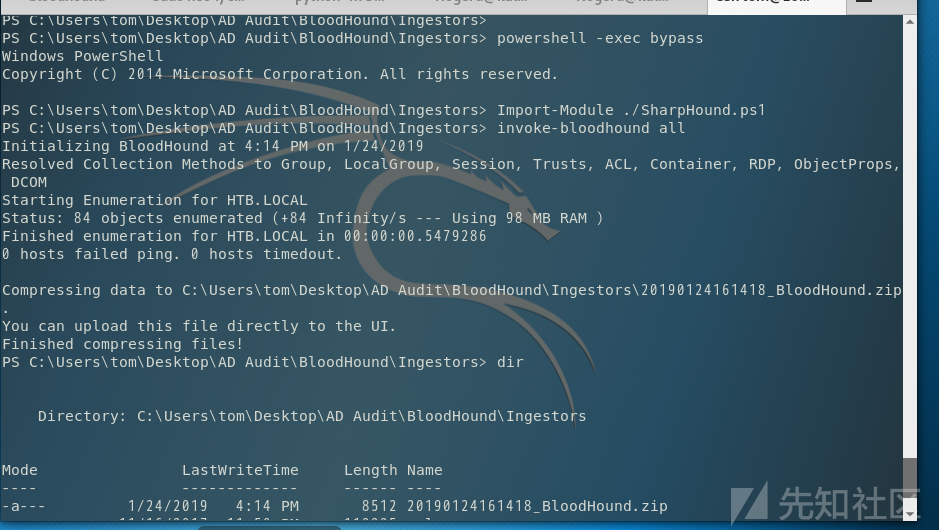 PS C:\Users\tom\Desktop\AD Audit\BloodHound\Ingestors>
PS C:\Users\tom\Desktop\AD Audit\BloodHound\Ingestors> powershell -exec bypass
Windows PowerShell
Copyright (C) 2014 Microsoft Corporation. All rights reserved.
PS C:\Users\tom\Desktop\AD Audit\BloodHound\Ingestors> Import-Module ./SharpHound.ps1
PS C:\Users\tom\Desktop\AD Audit\BloodHound\Ingestors> invoke-bloodhound all
Initializing BloodHound at 4:14 PM on 1/24/2019
Resolved Collection Methods to Group, LocalGroup, Session, Trusts, ACL, Container, RDP, ObjectProps,
DCOM
Starting Enumeration for HTB.LOCAL
Status: 84 objects enumerated (+84 Infinity/s --- Using 98 MB RAM )
Finished enumeration for HTB.LOCAL in 00:00:00.5479286
0 hosts failed ping. 0 hosts timedout.
Compressing data to C:\Users\tom\Desktop\AD Audit\BloodHound\Ingestors\20190124161418_BloodHound.zip
.
You can upload this file directly to the UI.
Finished compressing files!
PS C:\Users\tom\Desktop\AD Audit\BloodHound\Ingestors> dir
Directory: C:\Users\tom\Desktop\AD Audit\BloodHound\Ingestors
Mode LastWriteTime Length Name
---- ------------- ------ ----
-a--- 1/24/2019 4:14 PM 8512 20190124161418_BloodHound.zip
先知社区